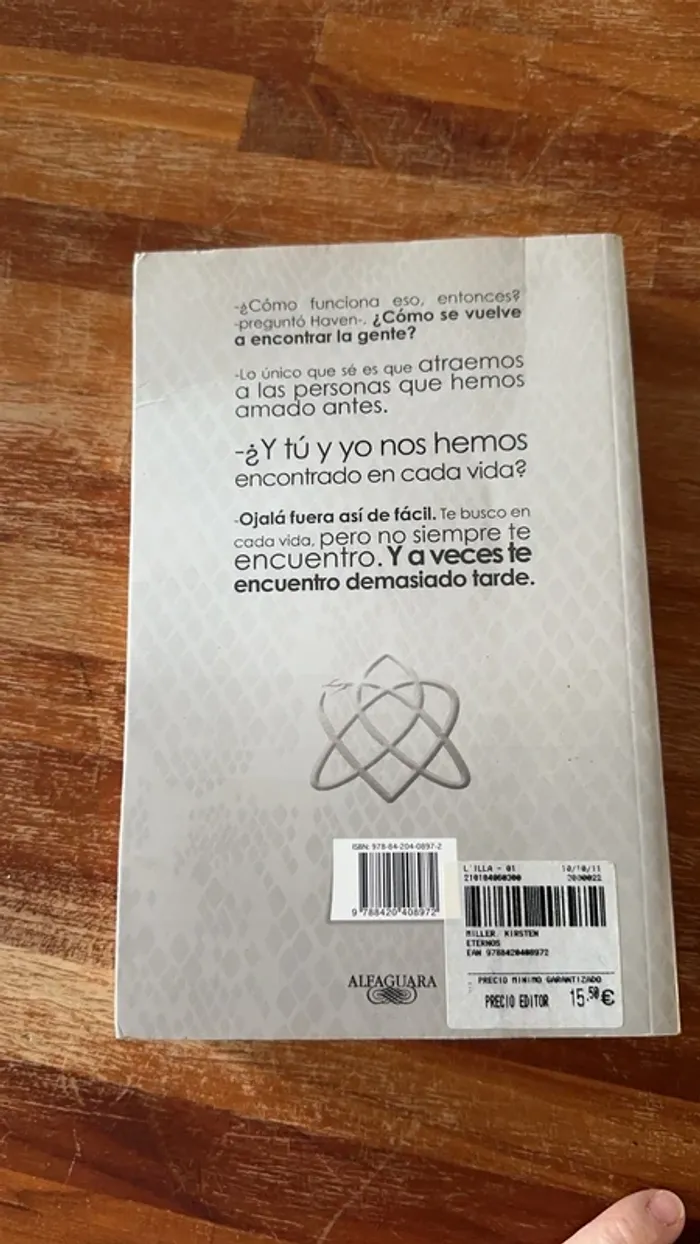 -¿Cómo funciona eso, entonces?
-preguntó Haven-. ¿Cómo se vuelve
a encontrar la gente?
-Lo único que sé es que atraemos
a las personas que hemos
amado antes.
-¿Y tú y yo nos hemos
encontrado en cada vida?
-Ojalá fuera así de fácil. Te busco en
cada vida, pero no siempre te
encuentro. Y a veces te
encuentro demasiado tarde.
ISBN: 978-84-204-0897-2
9 788420 408972
ALFAGUARA
L'ILLA - 01 10/10/11
MILLER, KIRSTEN
ETERNOS
EAN 9788420408972
PRECIO MINIMO GARANTIZADO
PRECIO EDITOR 15.50€